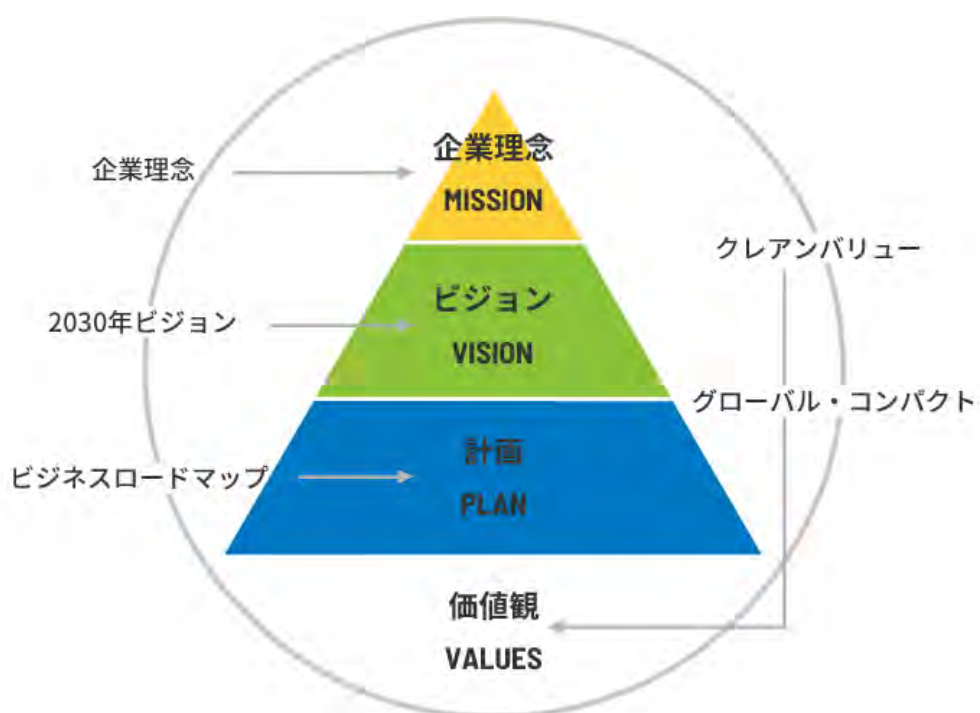 企業理念
企業理念
MISSION
クレアンバリュー
2030年ビジョン
ビジョン
VISION
グローバル・コンパクト
ビジネスロードマップ
計画
PLAN
価値観
VALUES